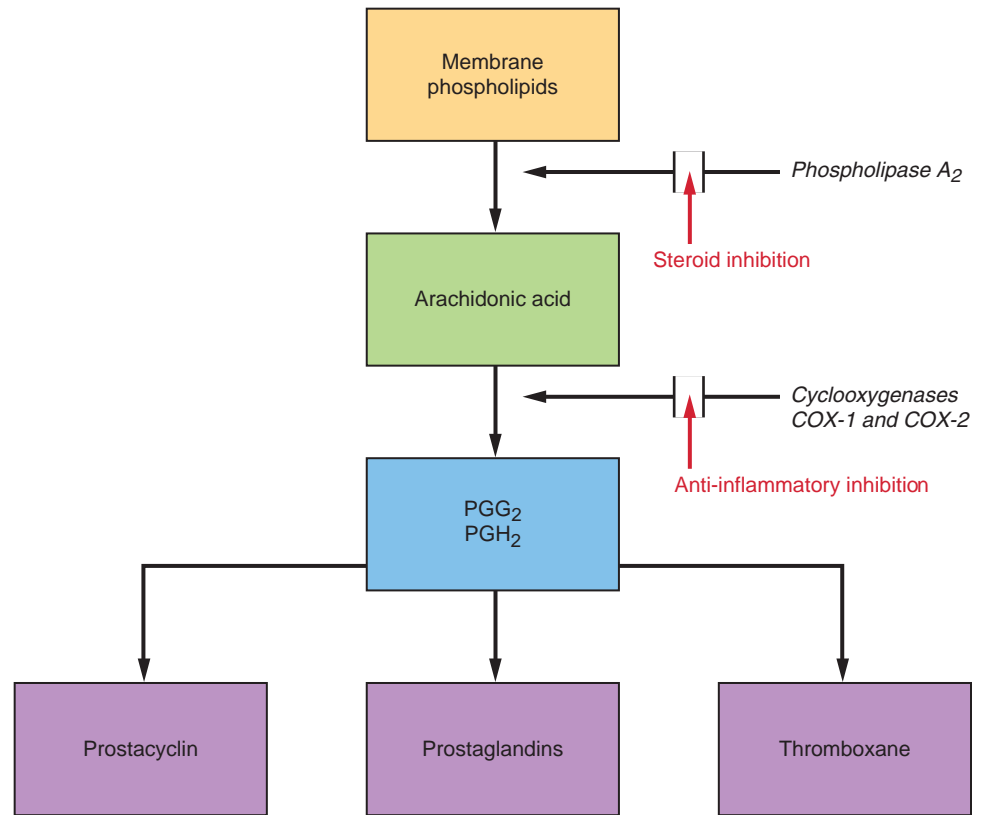 Membrane
phospholipids
Phospholipase A2
Steroid inhibition
Arachidonic acid
Cyclooxygenases
COX-1 and COX-2
Anti-inflammatory inhibition
PGG2
PGH2
Prostacyclin
Prostaglandins
Thromboxane